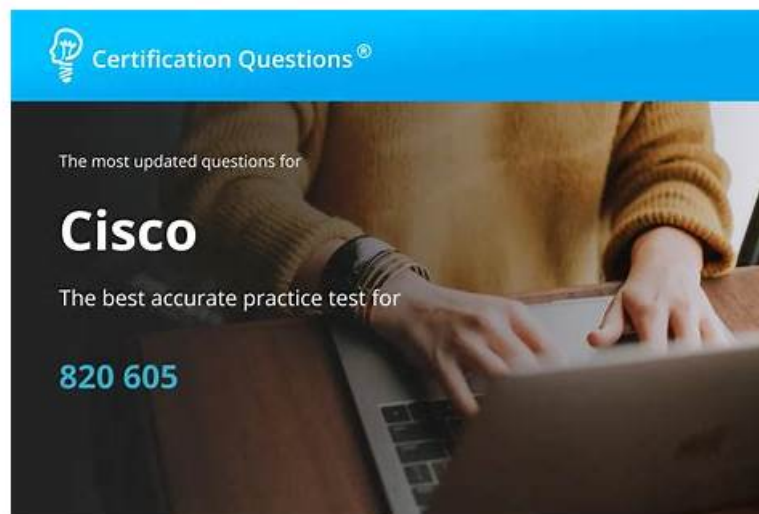 Certification Questions®
The most updated questions for
Cisco
The best accurate practice test for
820 605